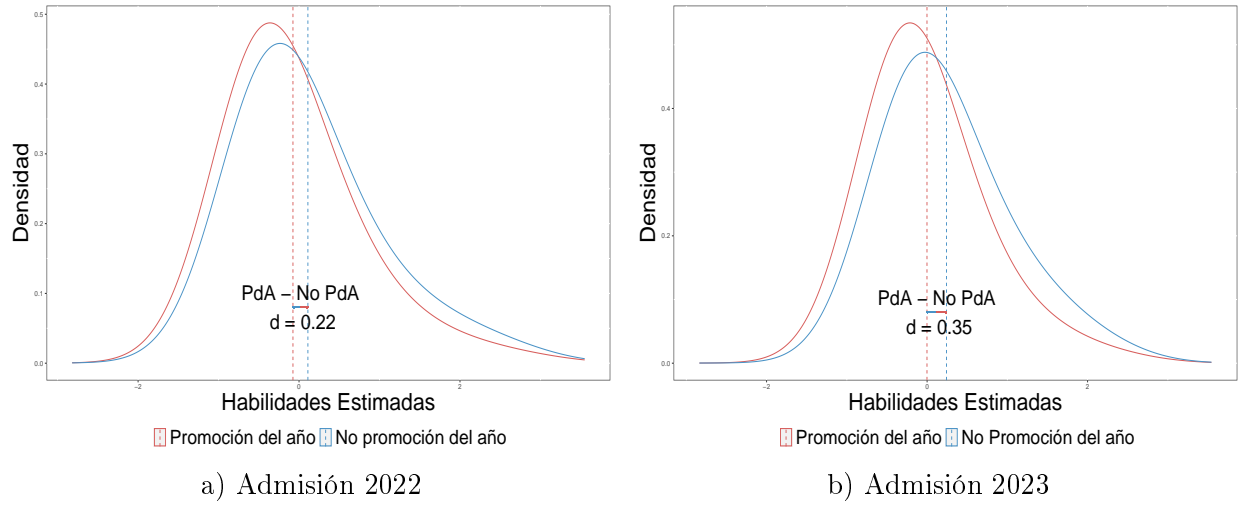 Densidad
0.5
0.4
0.3
0.2
0.1
0.0
PdA – No PdA
d = 0.22
−2
0
2
Habilidades Estimadas
Promoción del año No promoción del año
a) Admisión 2022
Densidad
0.4
0.2
0.0
PdA – No PdA
d = 0.35
−2
0
2
Habilidades Estimadas
Promoción del año No Promoción del año
b) Admisión 2023